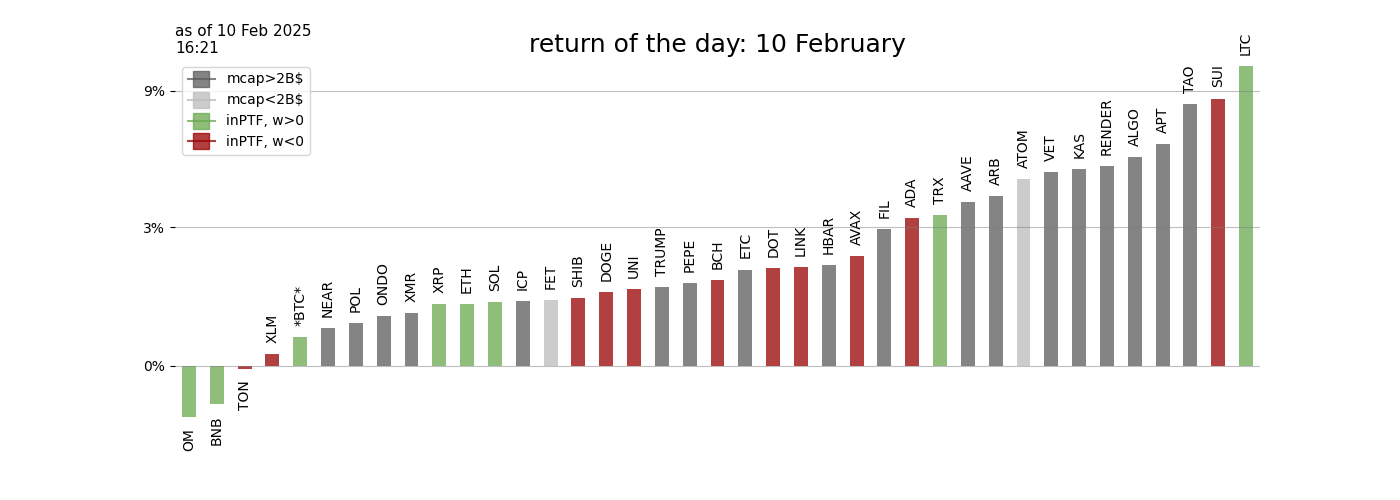 as of 10 Feb 2025
16:21
return of the day: 10 February
mcap>2B$
mcap<2B$
inPTF, w>0
inPTF, w<0
9%
3%
0%
OM
BNB
TON
XLM
*BTC*
NEAR
POL
ONDO
XMR
XRP
ETH
SOL
ICP
FET
SHIB
DOGE
UNI
TRUMP
PEPE
BCH
ETC
DOT
LINK
HBAR
AVAX
FIL
ADA
TRX
AAVE
ARB
ATOM
VET
KAS
RENDER
ALGO
APT
TAO
SUI
LTC